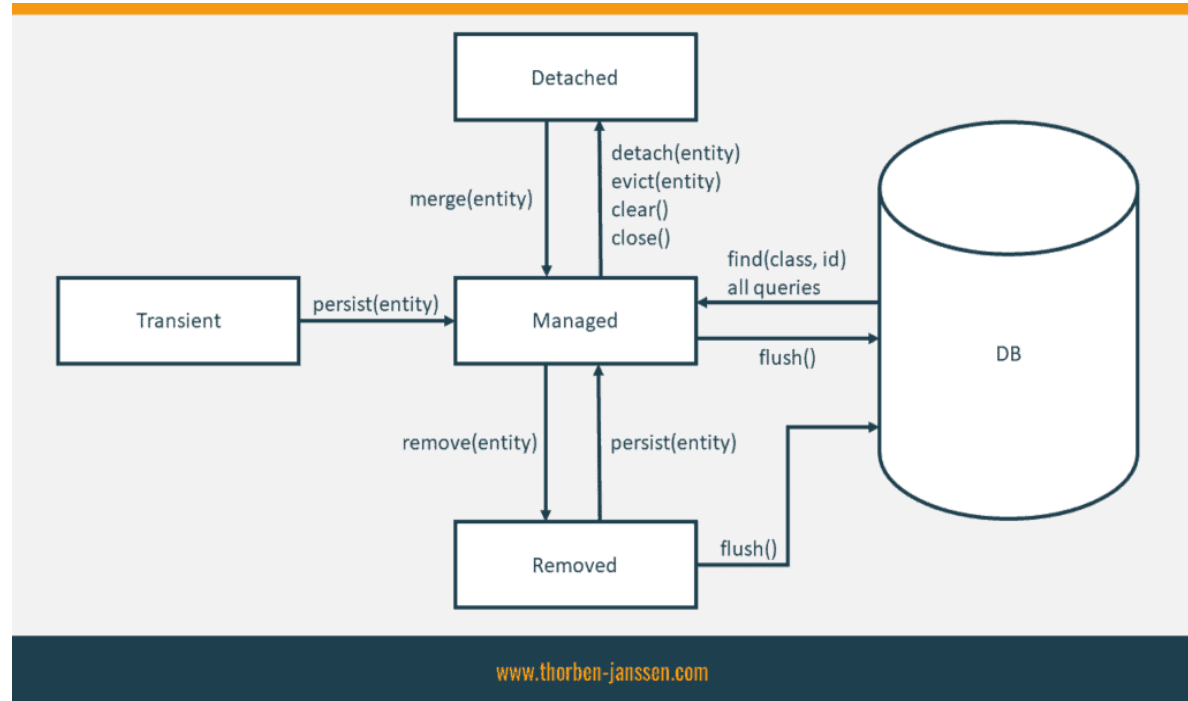 Detached
merge(entity)
detach(entity)
evict(entity)
clear()
close()
find(class, id)
all queries
Transient
persist(entity)
Managed
flush()
DB
remove(entity)
persist(entity)
Removed
flush()
www.thorben-janssen.com